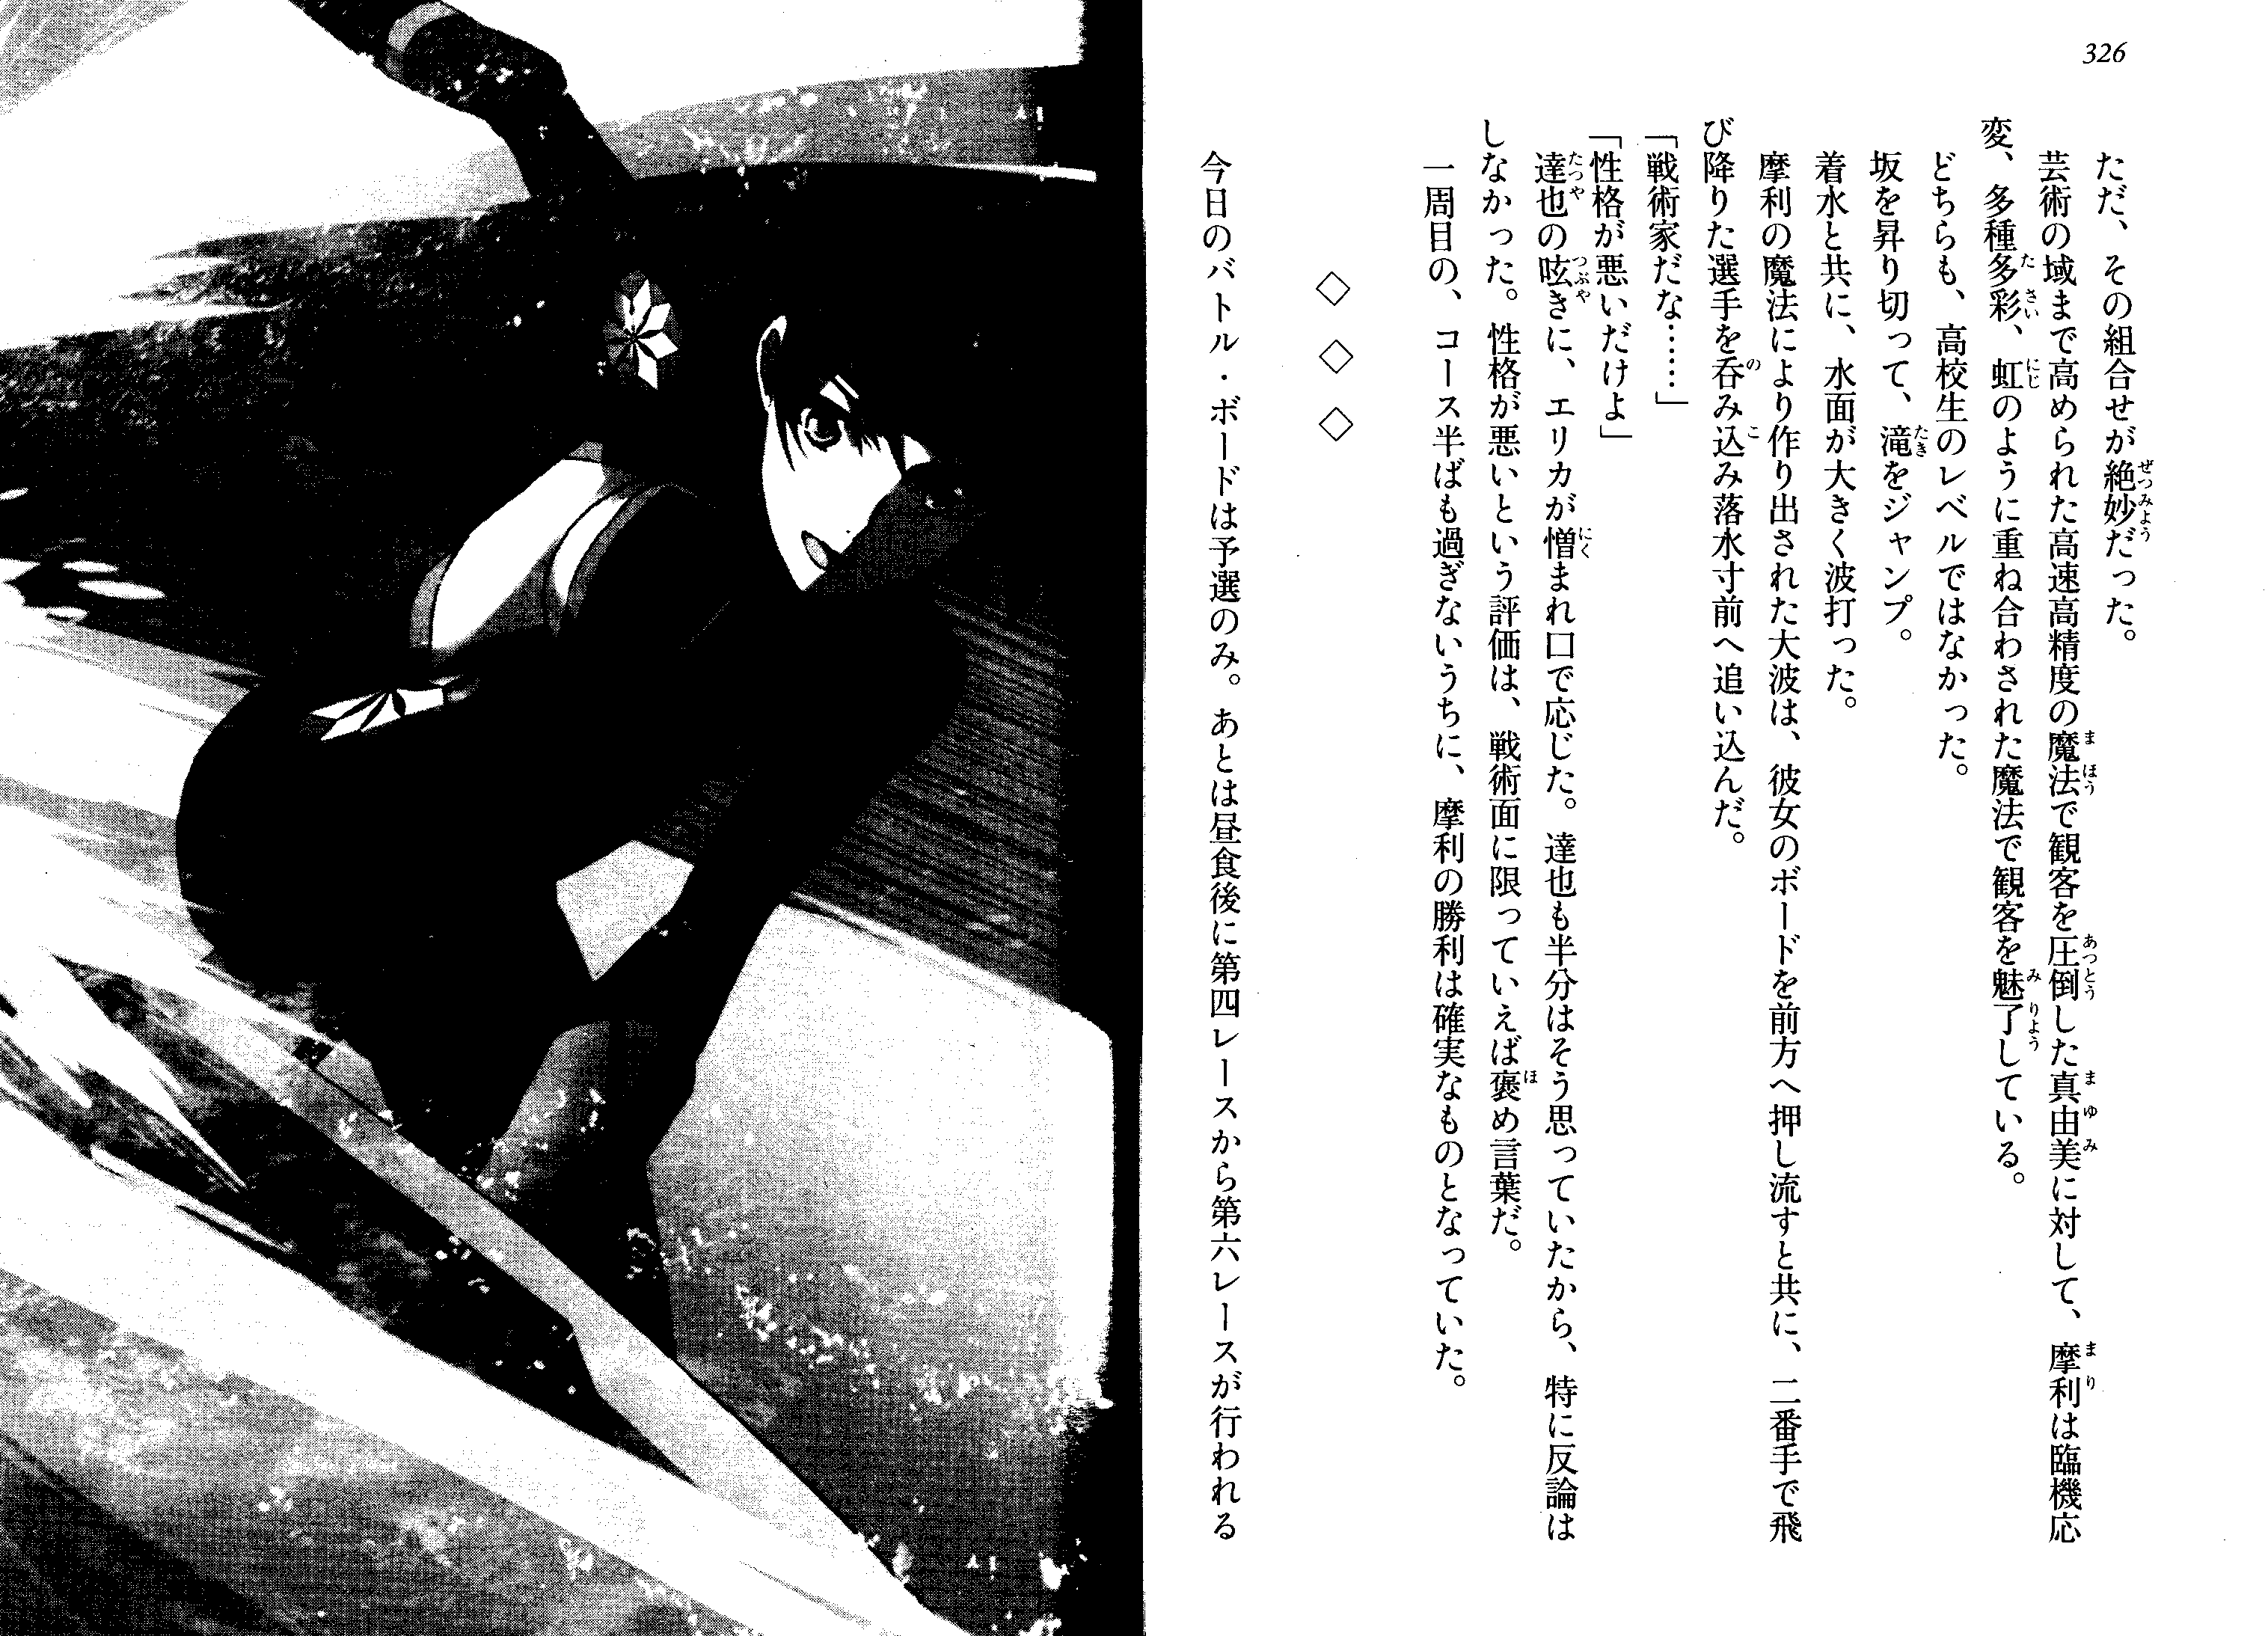 326
ただ、その組合せが絶妙だった。
芸術の域まで高められた高速高精度の魔法で観客を圧倒した真由美に対して、摩利は臨機応
変、多種多彩、虹のように重ね合わされた魔法で観客を魅了している。
どちらも、高校生のレベルではなかった。
坂を昇り切って、滝をジャンプ。
着水と共に、水面が大きく波打った。
摩利の魔法により作り出された大波は、彼女のボードを前方へ押し流すと共に、二番手で飛
び降りた選手を呑み込み落水寸前へ追い込んだ。
「戦術家だな……」
「性格が悪いだけよ」
達也の呟きに、エリカが憎まれ口で応じた。達也も半分はそう思っていたから、特に反論は
しなかった。性格が悪いという評価は、戦術面に限っていえば褒め言葉だ。
一周目の、コース半ばも過ぎないうちに、摩利の勝利は確実なものとなっていた。
◇ ◇ ◇
今日のバトル・ボードは予選のみ。あとは昼食後に第四レースから第六レースが行われる